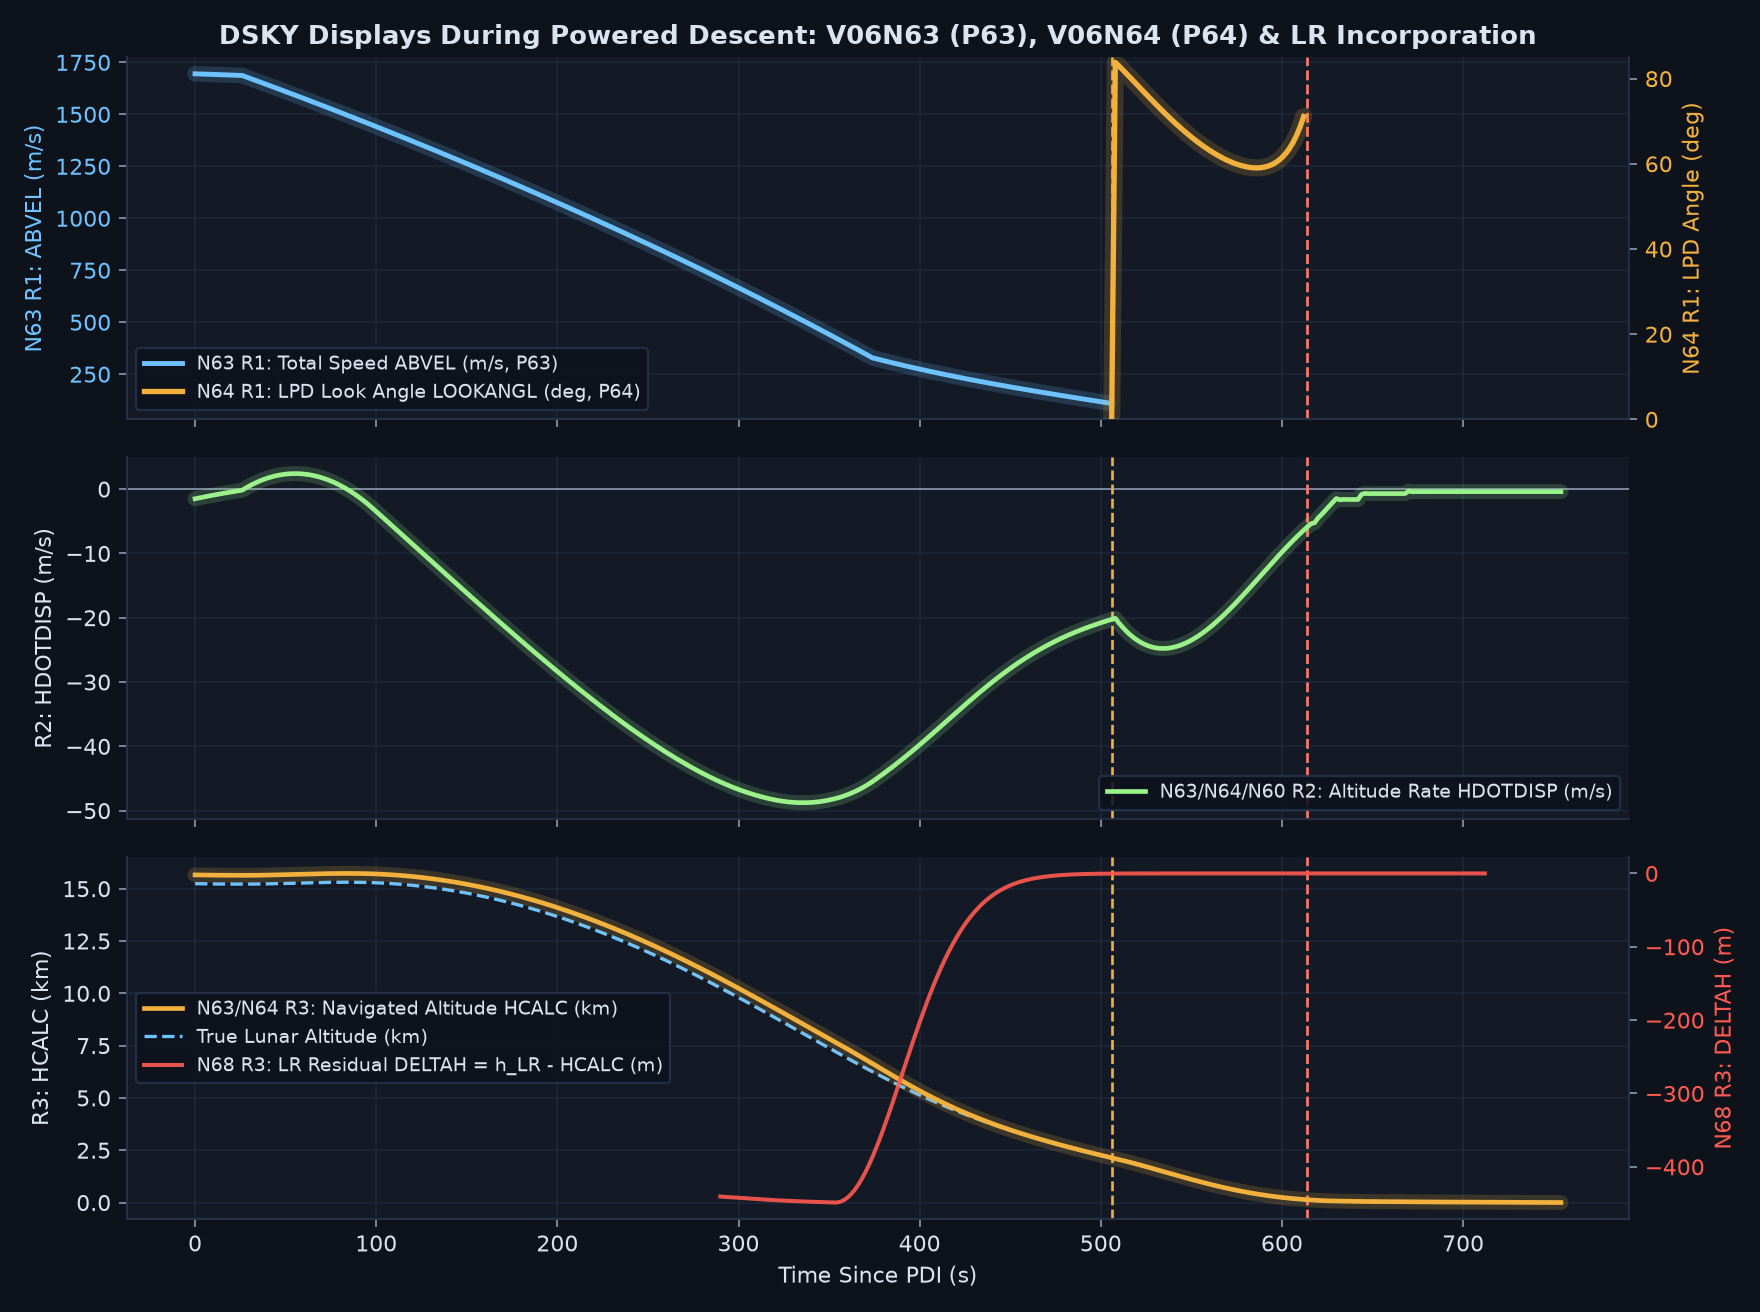 DSKY Displays During Powered Descent: V06N63 (P63), V06N64 (P64) & LR Incorporation
N63 R1: ABVEL (m/s)
1750
1500
1250
1000
750
500
250
N63 R1: Total Speed ABVEL (m/s, P63)
N64 R1: LPD Look Angle LOOKANGL (deg, P64)
80
60
40
20
0
N64 R1: LPD Angle (deg)
R2: HDOTDISP (m/s)
0
−10
−20
−30
−40
−50
N63/N64/N60 R2: Altitude Rate HDOTDISP (m/s)
R3: HCALC (km)
15.0
12.5
10.0
7.5
5.0
2.5
0.0
N63/N64 R3: Navigated Altitude HCALC (km)
True Lunar Altitude (km)
N68 R3: LR Residual DELTAH = h_LR - HCALC (m)
0
−100
−200
−300
−400
N68 R3: DELTAH (m)
0 100 200 300 400 500 600 700
Time Since PDI (s)